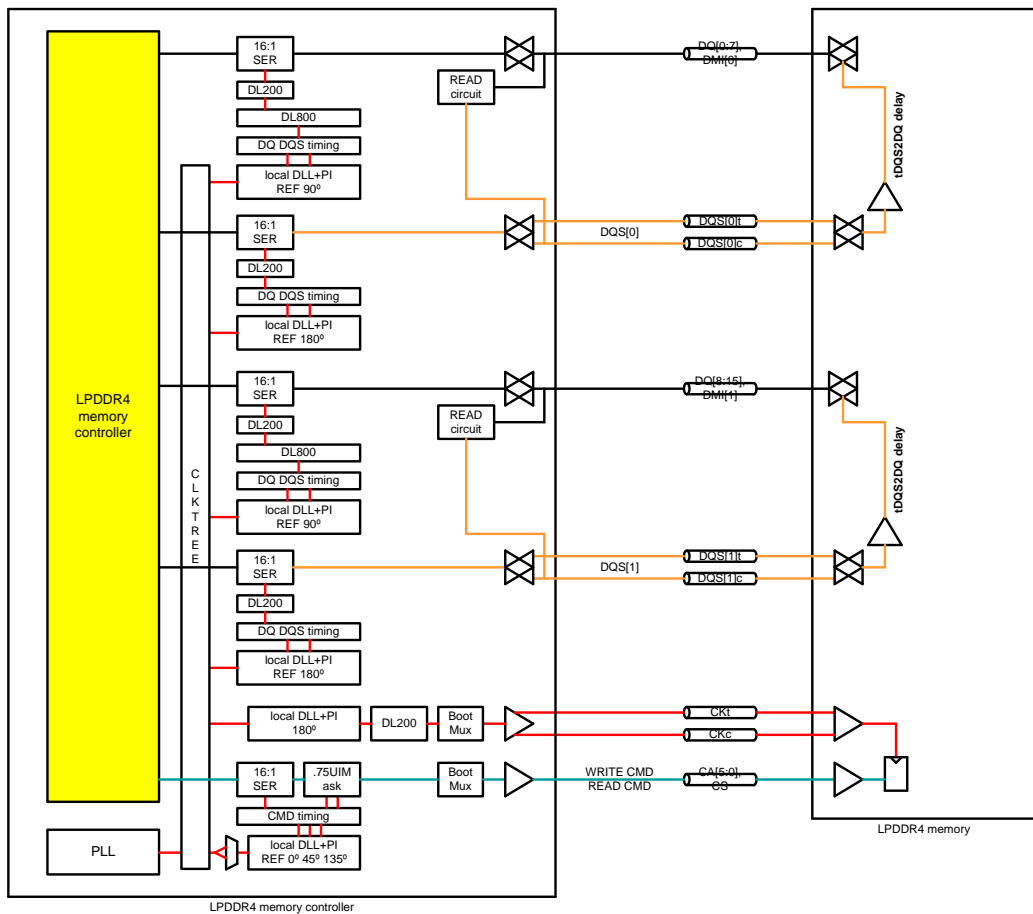 16:1
SER
DL200
DL800
DQ DQS timing
local DLL+PI
REF 90º
READ
circuit
DQ[0:7],
DMI[0]
tDQS2DQ delay
16:1
SER
DL200
DQ DQS timing
local DLL+PI
REF 180º
DQS[0]
DQS[0]t
DQS[0]c
LPDDR4
memory
controller
CLKTREE
16:1
SER
DL200
DL800
DQ DQS timing
local DLL+PI
REF 90º
READ
circuit
DQ[8:15],
DMI[1]
tDQS2DQ delay
16:1
SER
DL200
DQ DQS timing
local DLL+PI
REF 180º
DQS[1]
DQS[1]t
DQS[1]c
local DLL+PI
180º
DL200
Boot
Mux
CKt
CKc
16:1
SER
.75UIM
ask
Boot
Mux
WRITE CMD
READ CMD
CA[5:0],
CS
CMD timing
local DLL+PI
REF 0º 45º 135º
PLL
LPDDR4 memory
LPDDR4 memory controller